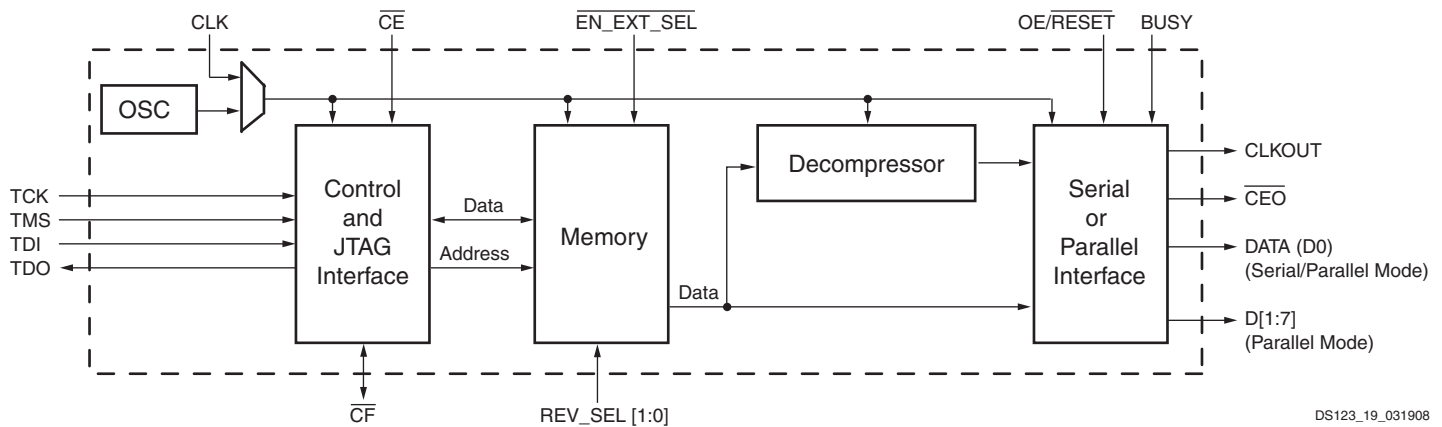 CLK
CE
EN_EXT_SEL
OE/RESET
BUSY
OSC
Control
and
JTAG
Interface
Memory
Decompressor
Serial
or
Parallel
Interface
TCK
TMS
TDI
TDO
Data
Address
Data
CLKOUT
CEO
DATA (D0)
(Serial/Parallel Mode)
D[1:7]
(Parallel Mode)
CF
REV_SEL [1:0]
DS123_19_031908